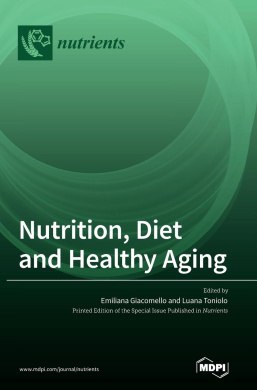 nutrients
Nutrition, Diet
and Healthy Aging
Edited by
Emiliana Giacomello and Luana Toniolo
Printed Edition of the Special Issue Published in Nutrients
www.mdpi.com/journal/nutrients
MDPI